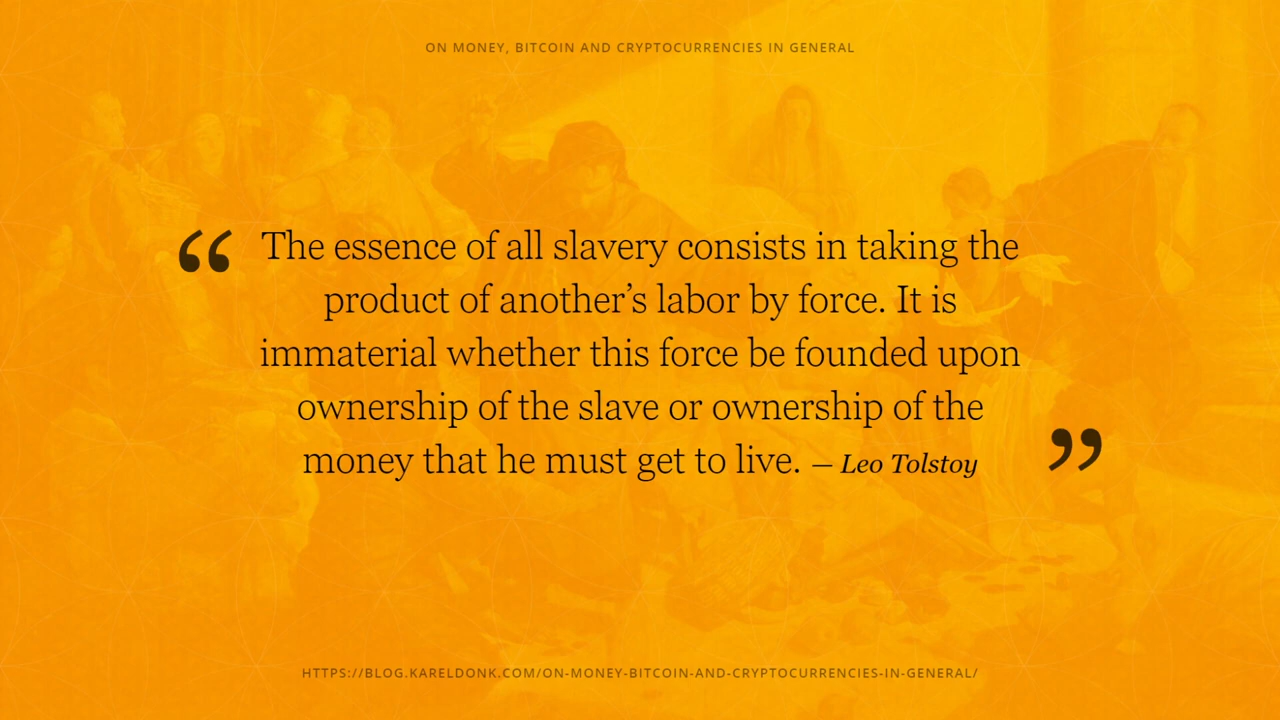 ON MONEY, BITCOIN AND CRYPTOCURRENCIES IN GENERAL
“ The essence of all slavery consists in taking the
product of another’s labor by force. It is
immaterial whether this force be founded upon
ownership of the slave or ownership of the
money that he must get to live. — Leo Tolstoy ”
HTTPS://BLOG.KARELDONK.COM/ON-MONEY-BITCOIN-AND-CRYPTOCURRENCIES-IN-GENERAL/